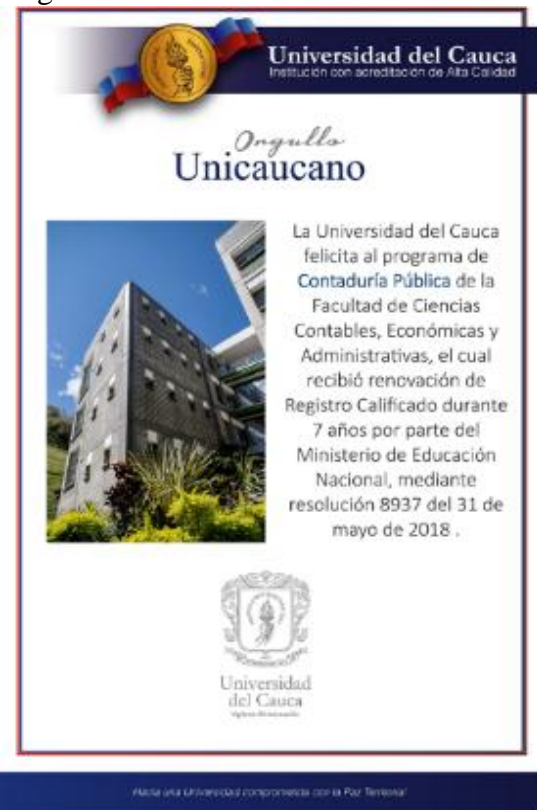 Universidad del Cauca
Institución con acreditación de Alta Calidad
Orgullo
Unicaucano
La Universidad del Cauca
felicita al programa de
Contaduría Pública de la
Facultad de Ciencias
Contables, Económicas y
Administrativas, el cual
recibió renovación de
Registro Calificado durante
7 años por parte del
Ministerio de Educación
Nacional, mediante
resolución 8937 del 31 de
mayo de 2018 .
Universidad
del Cauca
Hacia una Universidad comprometida con la Paz Territorial